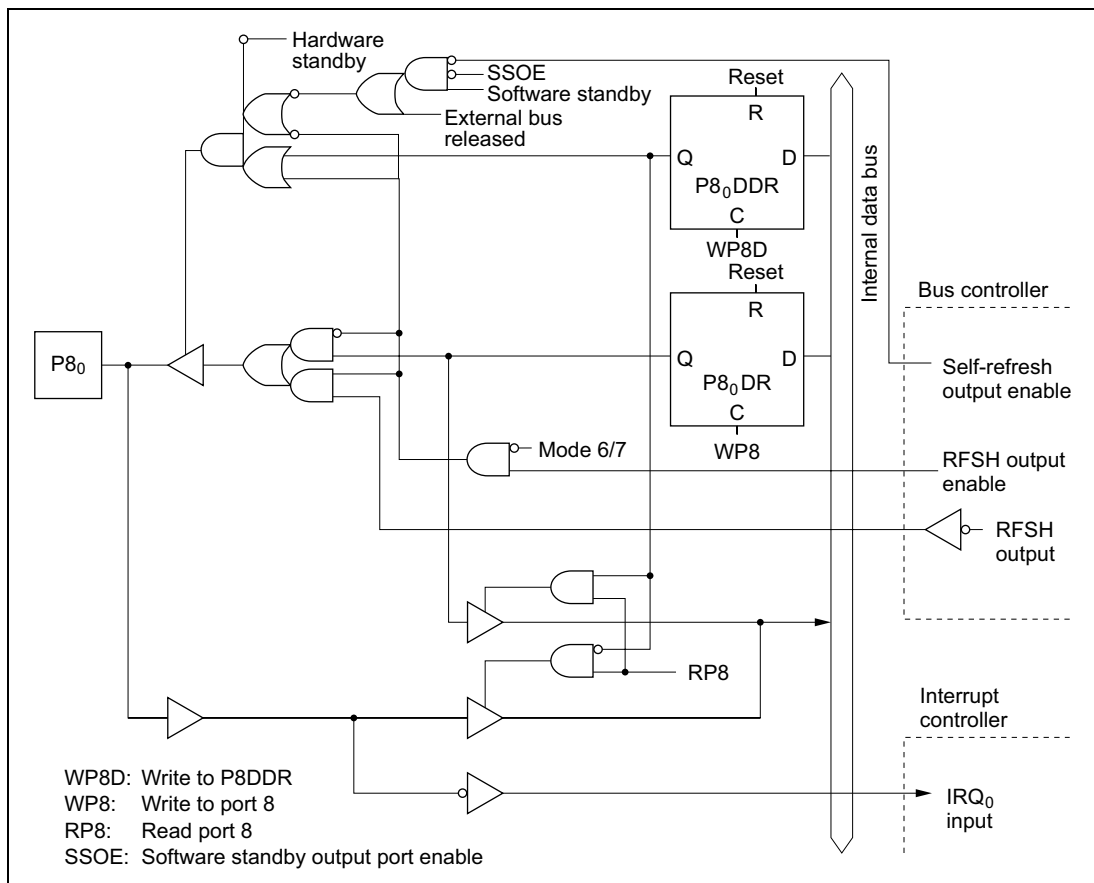 Hardware
standby
SSOE
Software standby
External bus
released
Reset
R
Q
D
P8₀DDR
C
WP8D
Reset
R
Q
D
P8₀DR
C
WP8
Internal data bus
Bus controller
Self-refresh
output enable
P8₀
Mode 6/7
RFSH output
enable
RFSH
output
RP8
Interrupt
controller
IRQ₀
input
WP8D: Write to P8DDR
WP8: Write to port 8
RP8: Read port 8
SSOE: Software standby output port enable